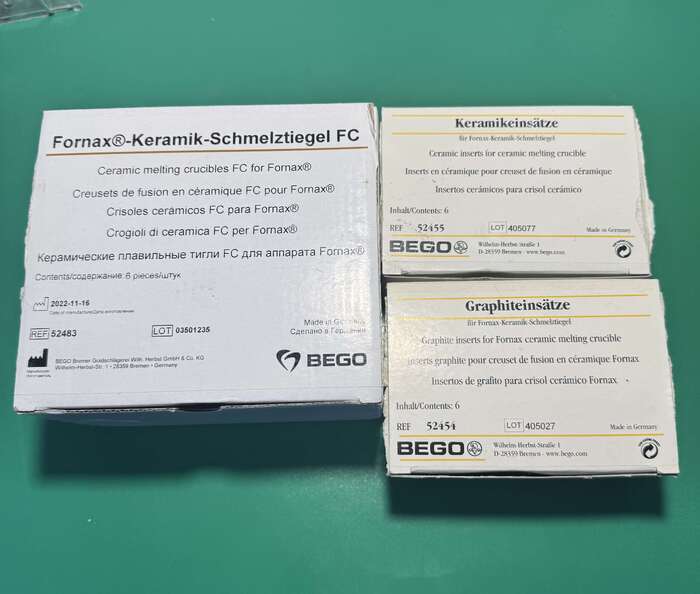 Fornax®-Keramik-Schmelztiegel FC
Ceramic melting crucibles FC for Fornax®
Creusets de fusion en céramique FC pour Fornax®
Crisoles cerámicos FC para Fornax®
Crogioli di ceramica FC per Fornax®
Керамические плавильные тигли FC для аппарата Fornax®
Contents/содержание: 6 pieces/штук
2022-11-16
Date of manufacture/Дата изготовления
REF 52483
LOT 03501235
Made in Germany
Сделано в Германии
Manufacturer
Изготовитель
BEGO Bremer Goldschlägerei Wilh. Herbst GmbH & Co. KG
Wilhelm-Herbst-Str. 1 • 28359 Bremen • Germany
BEGO
Keramikeinsätze
für Fornax-Keramik-Schmelztiegel
Ceramic inserts for ceramic melting crucible
Inserts en céramique pour creuset de fusion en céramique
Insertos cerámicos para crisol cerámico
Inhalt/Contents: 6
REF 52455 LOT 405077 Made in Germany
BEGO
Wilhelm-Herbst-Straße 1
D-28359 Bremen · www.bego.com
Graphiteinsätze
für Fornax-Keramik-Schmelztiegel
Graphite inserts for Fornax ceramic melting crucible
Inserts graphite pour creuset de fusion en céramique Fornax
Insertos de grafito para crisol cerámico Fornax
Inhalt/Contents: 6
REF 52454 LOT 405027 Made in Germany
BEGO
Wilhelm-Herbst-Straße 1
D-28359 Bremen · www.bego.com